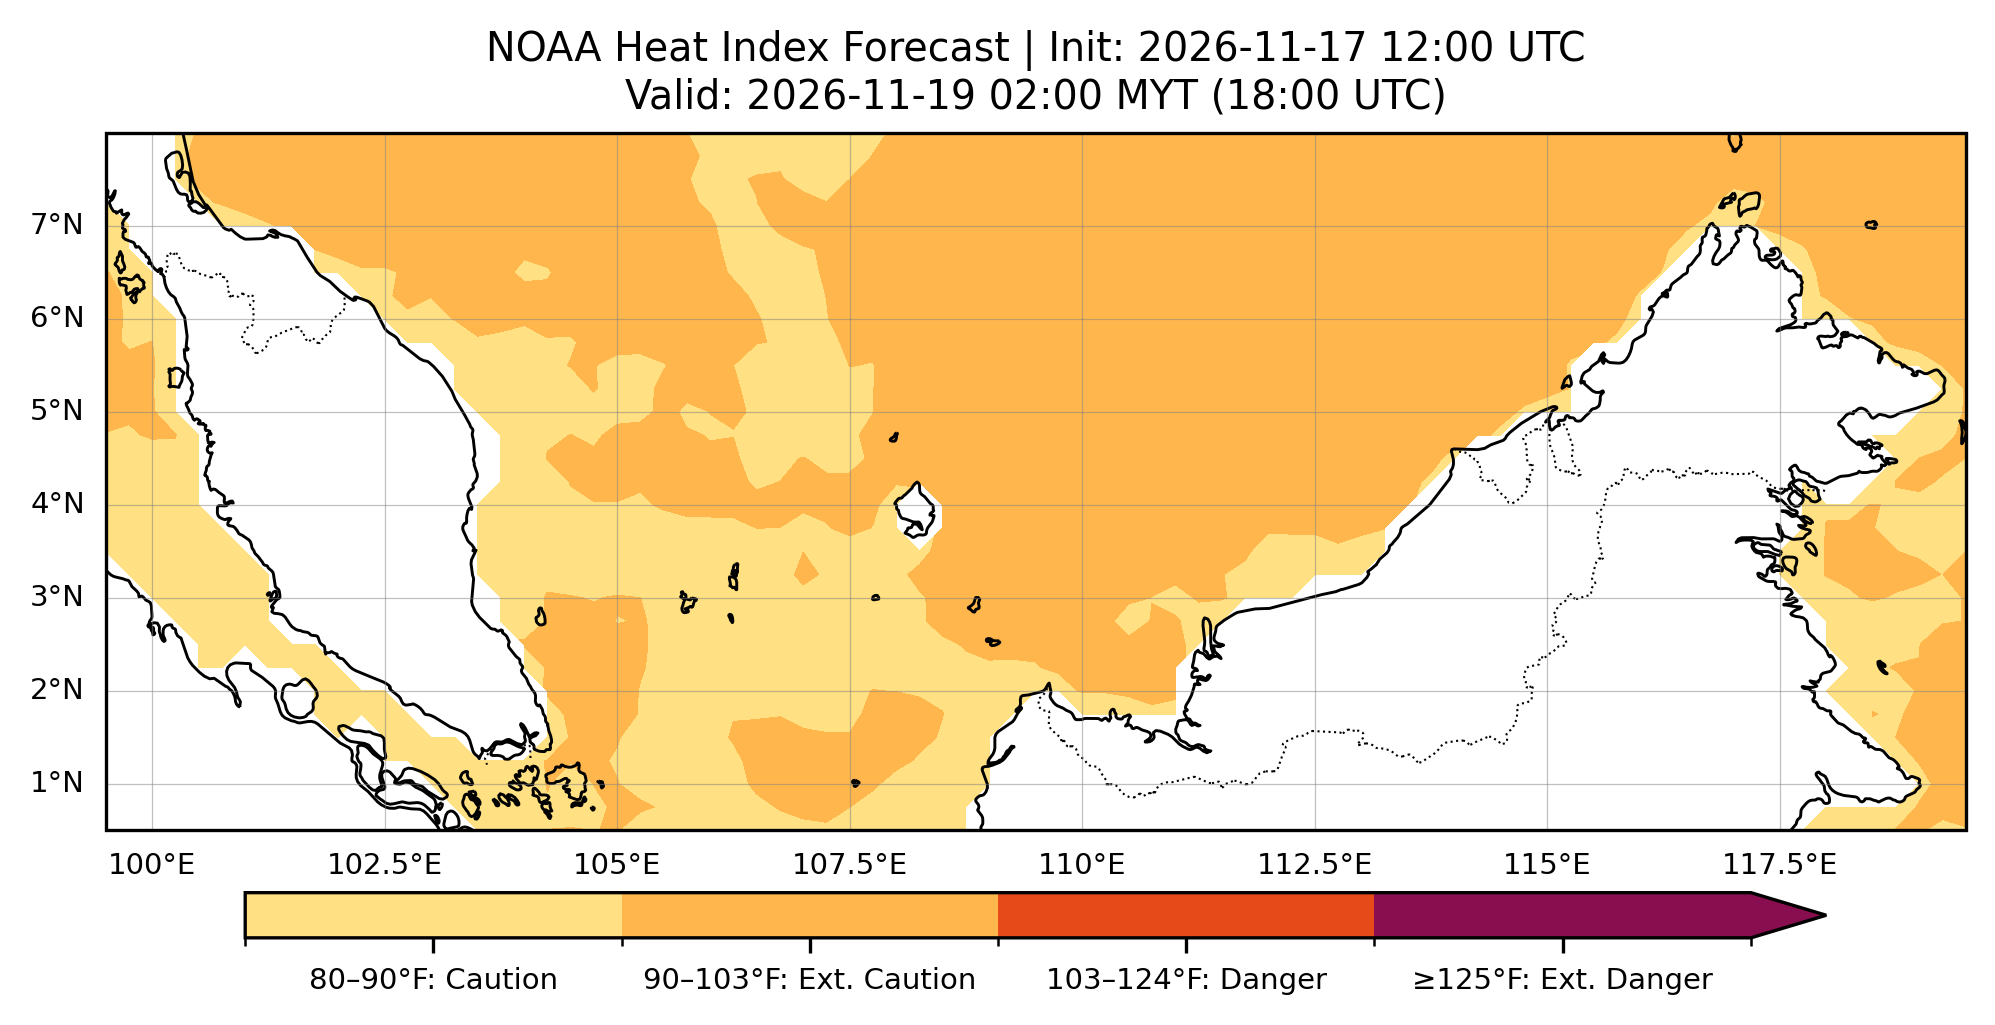 NOAA Heat Index Forecast | Init: 2026-11-17 12:00 UTC
Valid: 2026-11-19 02:00 MYT (18:00 UTC)
7°N
6°N
5°N
4°N
3°N
2°N
1°N
100°E 102.5°E 105°E 107.5°E 110°E 112.5°E 115°E 117.5°E
80–90°F: Caution 90–103°F: Ext. Caution 103–124°F: Danger ≥125°F: Ext. Danger